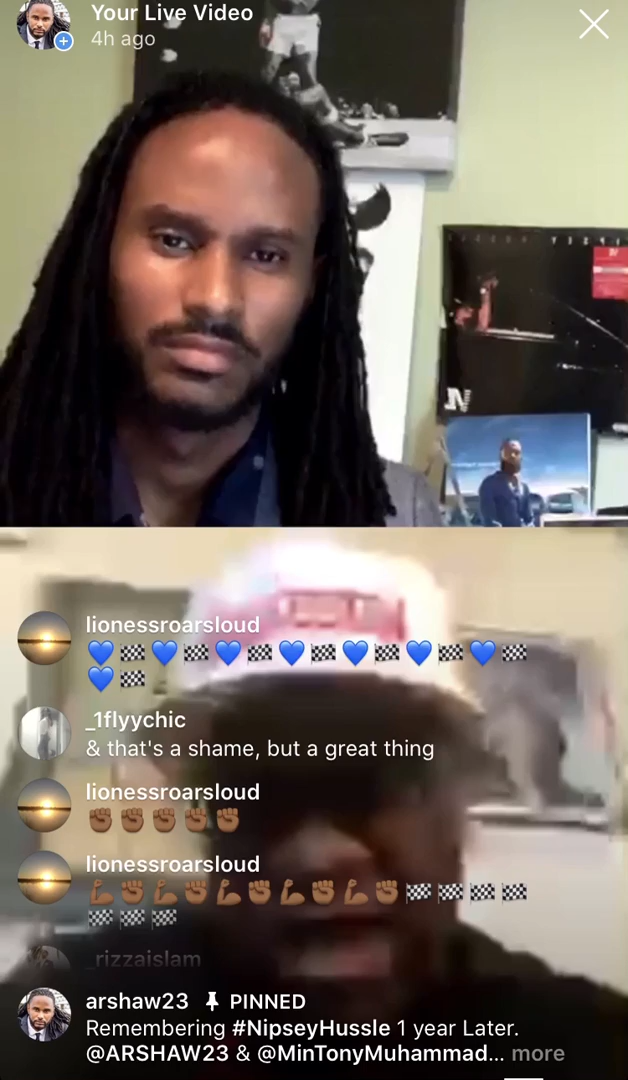 Your Live Video
4h ago
lionessroarsloud
💙🏁💙🏁💙🏁💙🏁💙🏁💙🏁💙🏁
💙🏁
_1flyychic
& that's a shame, but a great thing
lionessroarsloud
✊🏾✊🏾✊🏾✊🏾✊🏾
lionessroarsloud
💪🏾✊🏾💪🏾✊🏾💪🏾✊🏾💪🏾✊🏾💪🏾✊🏾🏁🏁🏁🏁
🏁🏁🏁
_rizzaislam
arshaw23 📌 PINNED
Remembering #NipseyHussle 1 year Later.
@ARSHAW23 & @MinTonyMuhammad... more